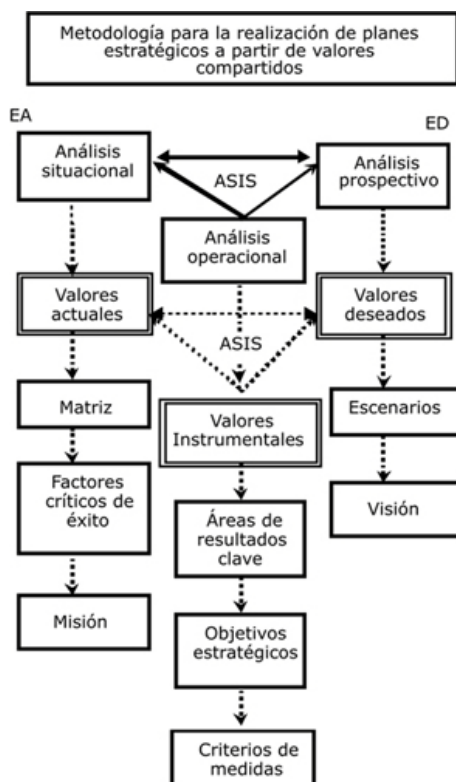 Metodología para la realización de planes
estratégicos a partir de valores
compartidos
EA
ED
Análisis
situacional
ASIS
Análisis
prospectivo
Análisis
operacional
Valores
actuales
ASIS
Valores
deseados
Matriz
Valores
Instrumentales
Escenarios
Factores
críticos de
éxito
Áreas de
resultados
clave
Visión
Misión
Objetivos
estratégicos
Criterios de
medidas